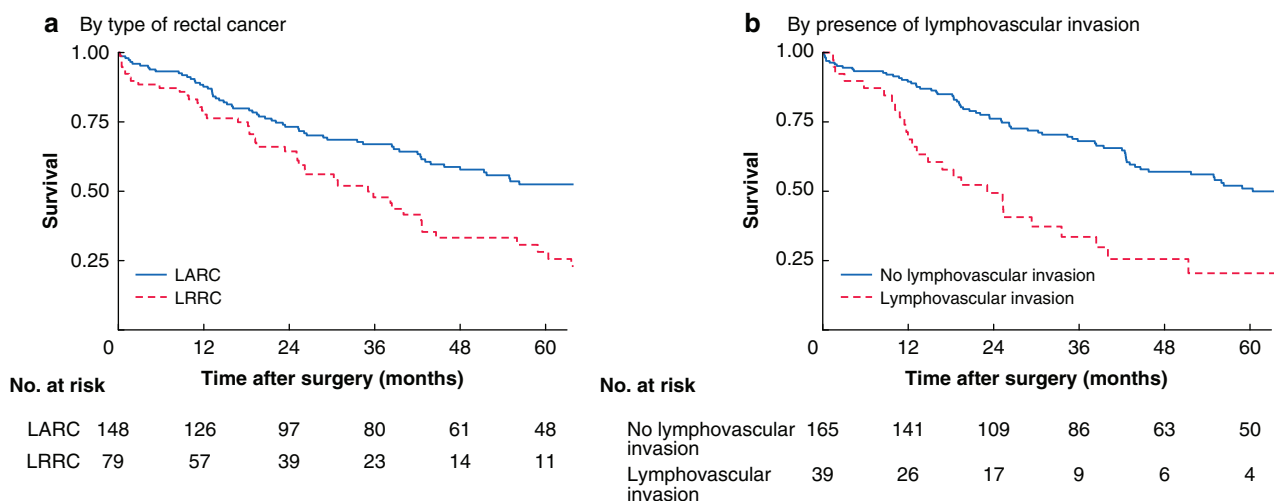 a By type of rectal cancer
1.00
0.75
0.50
0.25
Survival
LARC
LRRC
0 12 24 36 48 60
Time after surgery (months)
No. at risk
LARC 148 126 97 80 61 48
LRRC 79 57 39 23 14 11
b By presence of lymphovascular invasion
1.00
0.75
0.50
0.25
Survival
No lymphovascular invasion
Lymphovascular invasion
0 12 24 36 48 60
Time after surgery (months)
No. at risk
No lymphovascular 165 141 109 86 63 50
invasion
Lymphovascular 39 26 17 9 6 4
invasion